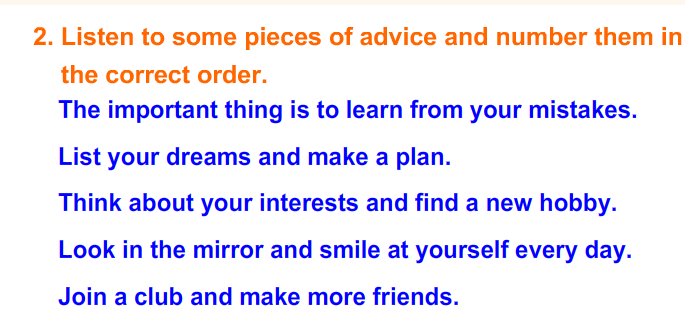 2. Listen to some pieces of advice and number them in
the correct order.
The important thing is to learn from your mistakes.
List your dreams and make a plan.
Think about your interests and find a new hobby.
Look in the mirror and smile at yourself every day.
Join a club and make more friends.